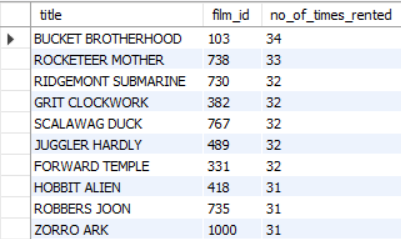 title film_id no_of_times_rented
BUCKET BROTHERHOOD 103 34
ROCKETEER MOTHER 738 33
RIDGEMONT SUBMARINE 730 32
GRIT CLOCKWORK 382 32
SCALAWAG DUCK 767 32
JUGGLER HARDLY 489 32
FORWARD TEMPLE 331 32
HOBBIT ALIEN 418 31
ROBBERS JOON 735 31
ZORRO ARK 1000 31